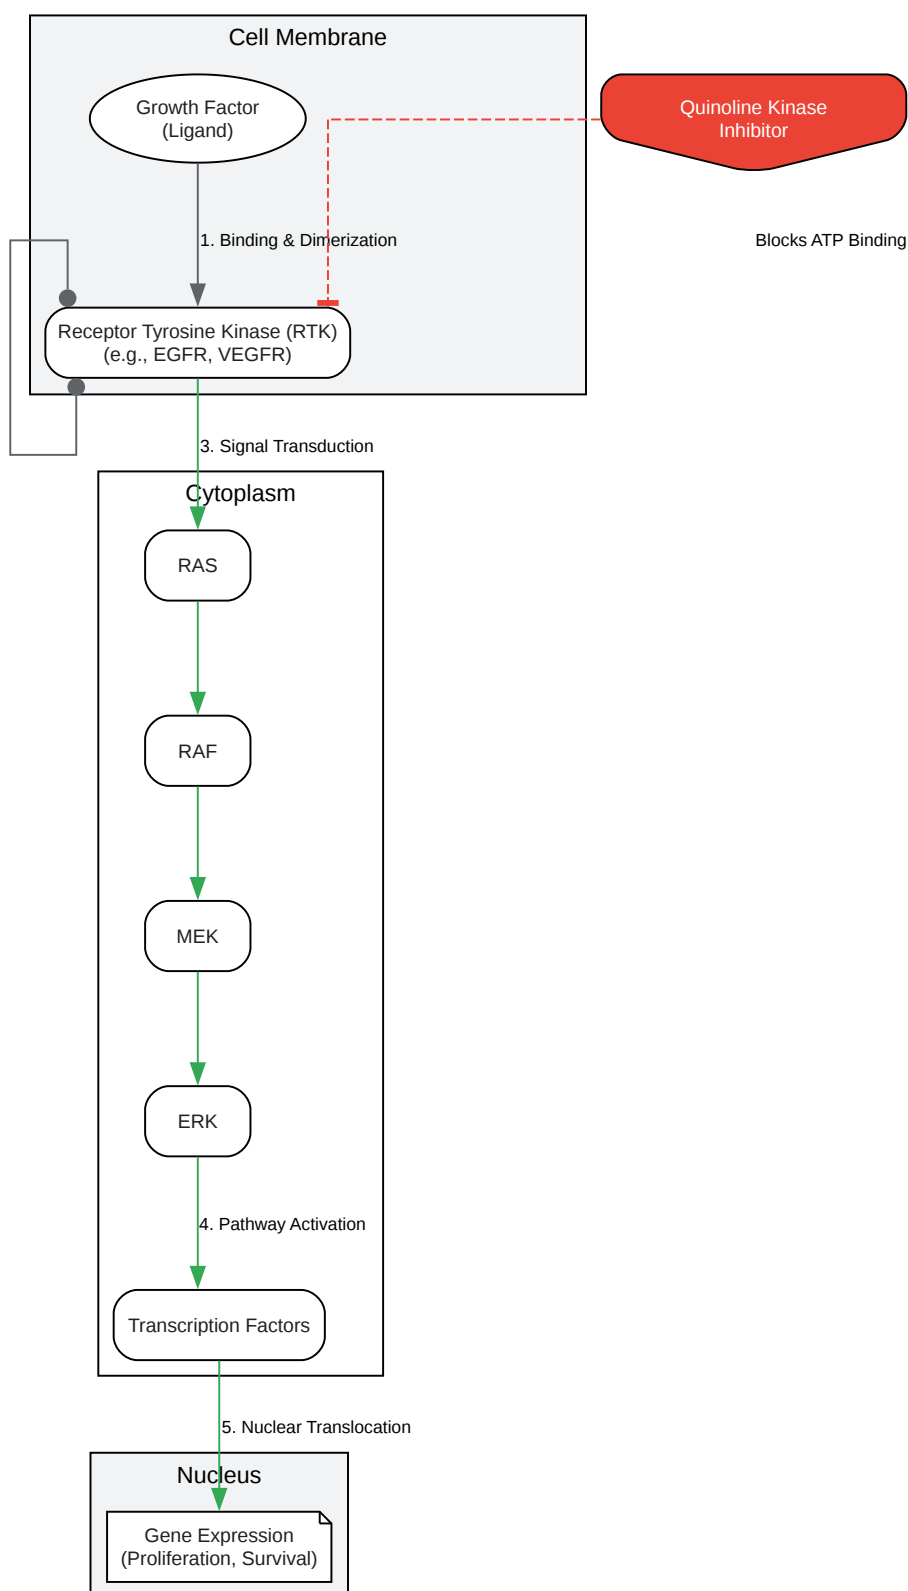 Cell Membrane
Growth Factor
(Ligand)
Quinoline Kinase
Inhibitor
1. Binding & Dimerization
Blocks ATP Binding
Receptor Tyrosine Kinase (RTK)
(e.g., EGFR, VEGFR)
3. Signal Transduction
Cytoplasm
RAS
RAF
MEK
ERK
4. Pathway Activation
Transcription Factors
5. Nuclear Translocation
Nucleus
Gene Expression
(Proliferation, Survival)